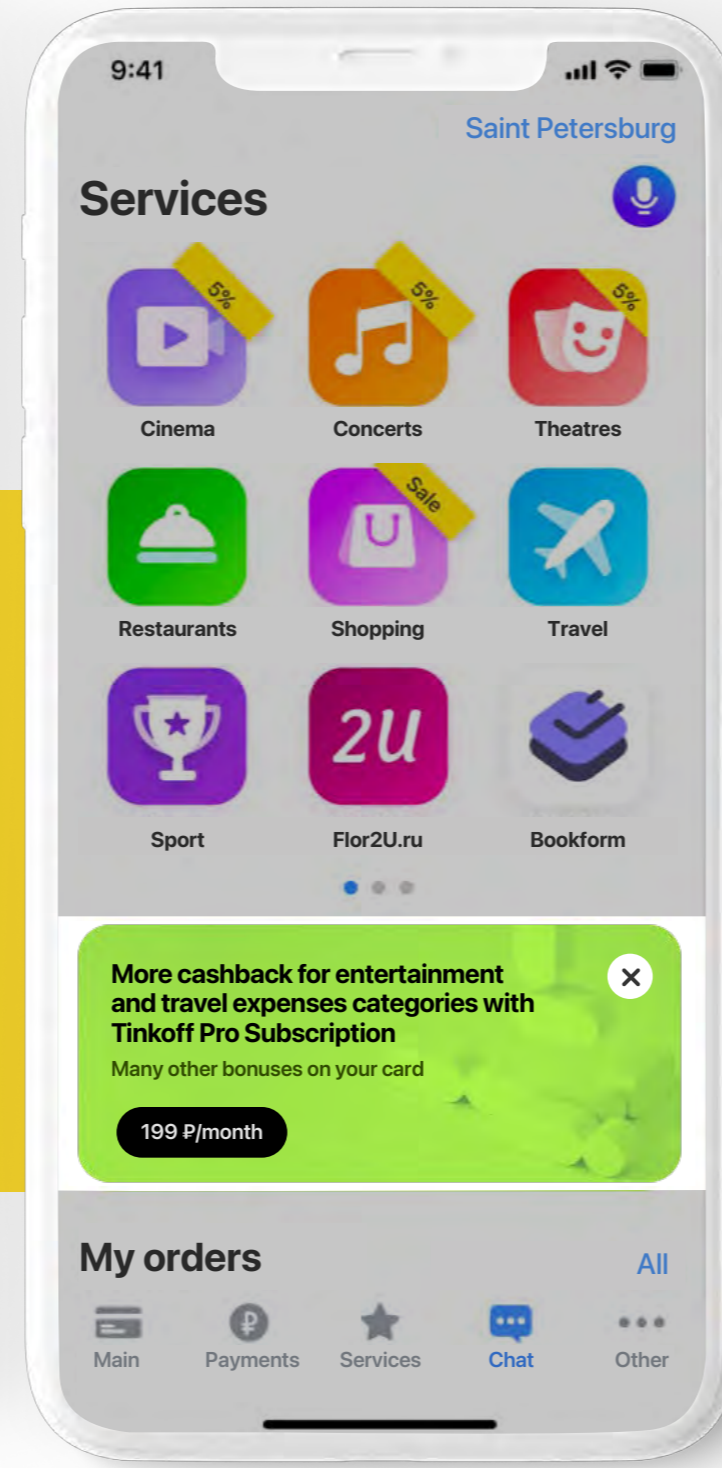 9:41
Saint Petersburg
Services
5%
5%
5%
Cinema
Concerts
Theatres
Sale
Restaurants
Shopping
Travel
2U
Sport
Flor2U.ru
Bookform
More cashback for entertainment
and travel expenses categories with
Tinkoff Pro Subscription
Many other bonuses on your card
199 ₽/month
My orders
All
₽
Main
Payments
Services
Chat
Other